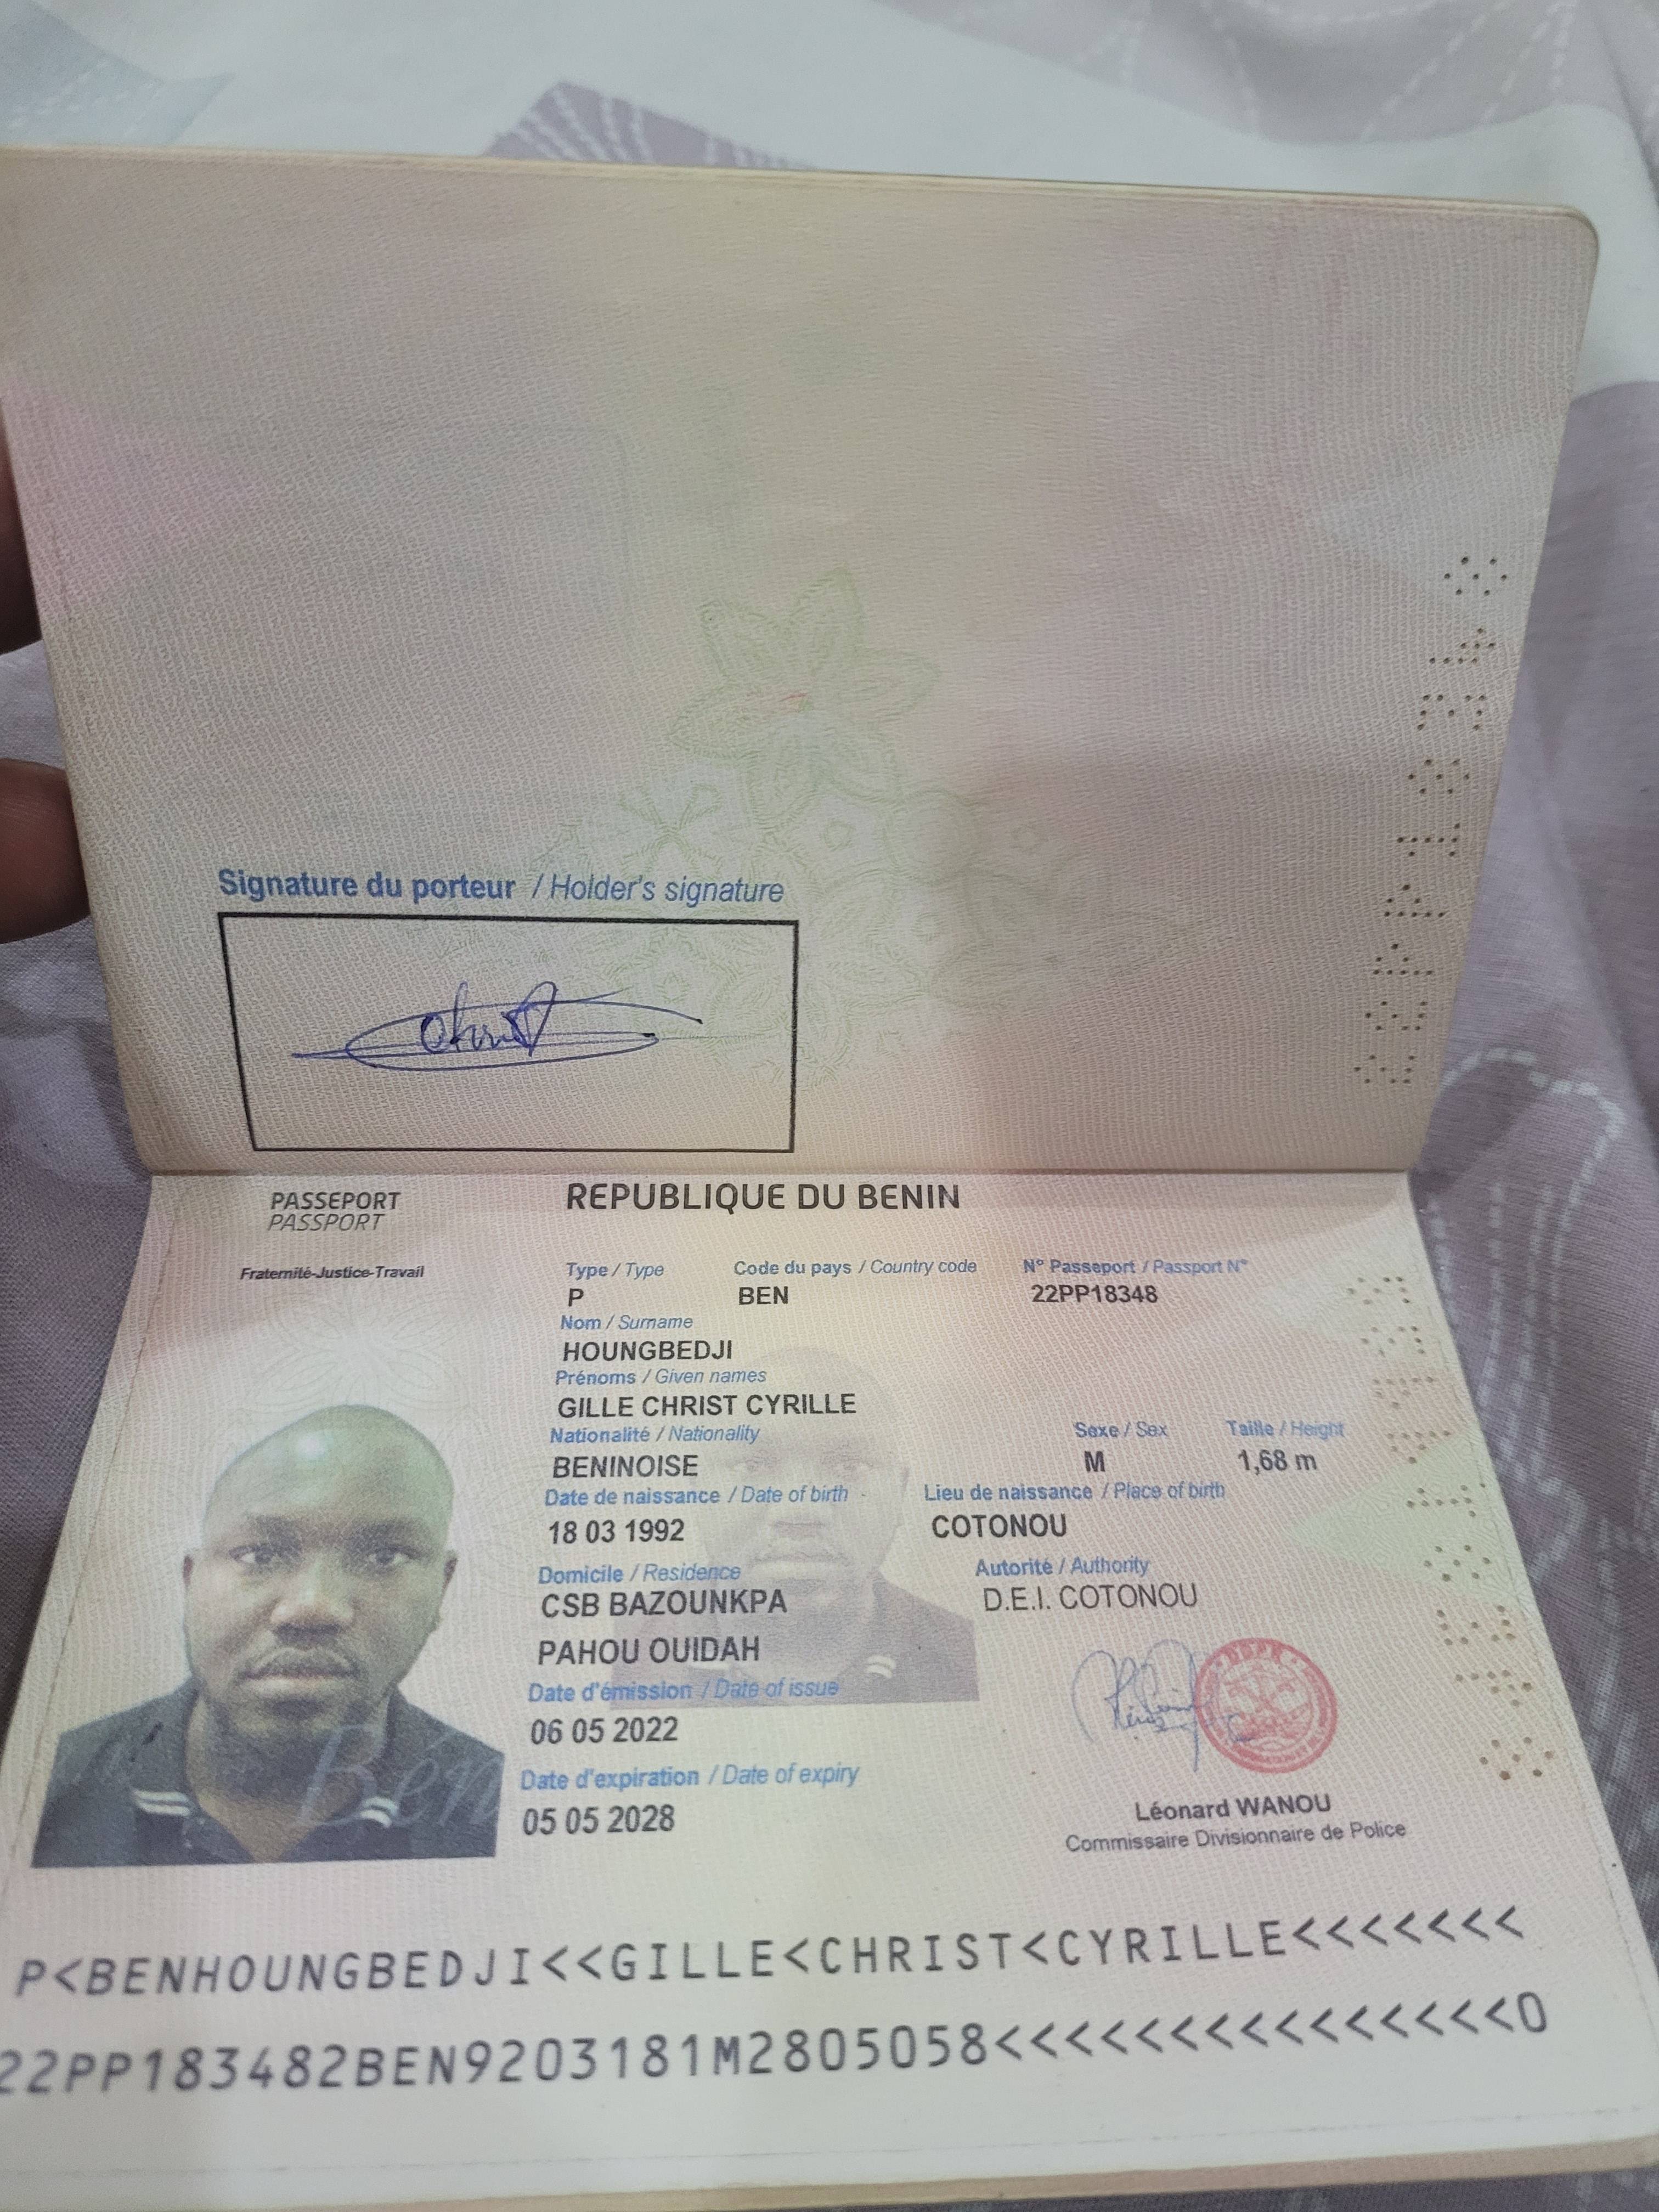 Signature du porteur / Holder's signature
PASSEPORT
PASSPORT
REPUBLIQUE DU BENIN
Fraternité-Justice-Travail
Type / Type Code du pays / Country code N° Passeport / Passport N°
P BEN 22PP18348
Nom / Surname
HOUNGBEDJI
Prénoms / Given names
GILLE CHRIST CYRILLE
Nationalité / Nationality Sexe / Sex Taille / Height
BENINOISE M 1,68 m
Date de naissance / Date of birth Lieu de naissance / Place of birth
18 03 1992 COTONOU
Domicile / Residence Autorité / Authority
CSB BAZOUNKPA D.E.I. COTONOU
PAHOU OUIDAH
Date d'émission / Date of issue
06 05 2022
Date d'expiration / Date of expiry
05 05 2028
Léonard WANOU
Commissaire Divisionnaire de Police
P<BENHOUNGBEDJI<<GILLE<CHRIST<CYRILLE<<<<<<<
22PP183482BEN9203181M2805058<<<<<<<<<<<<<<<0